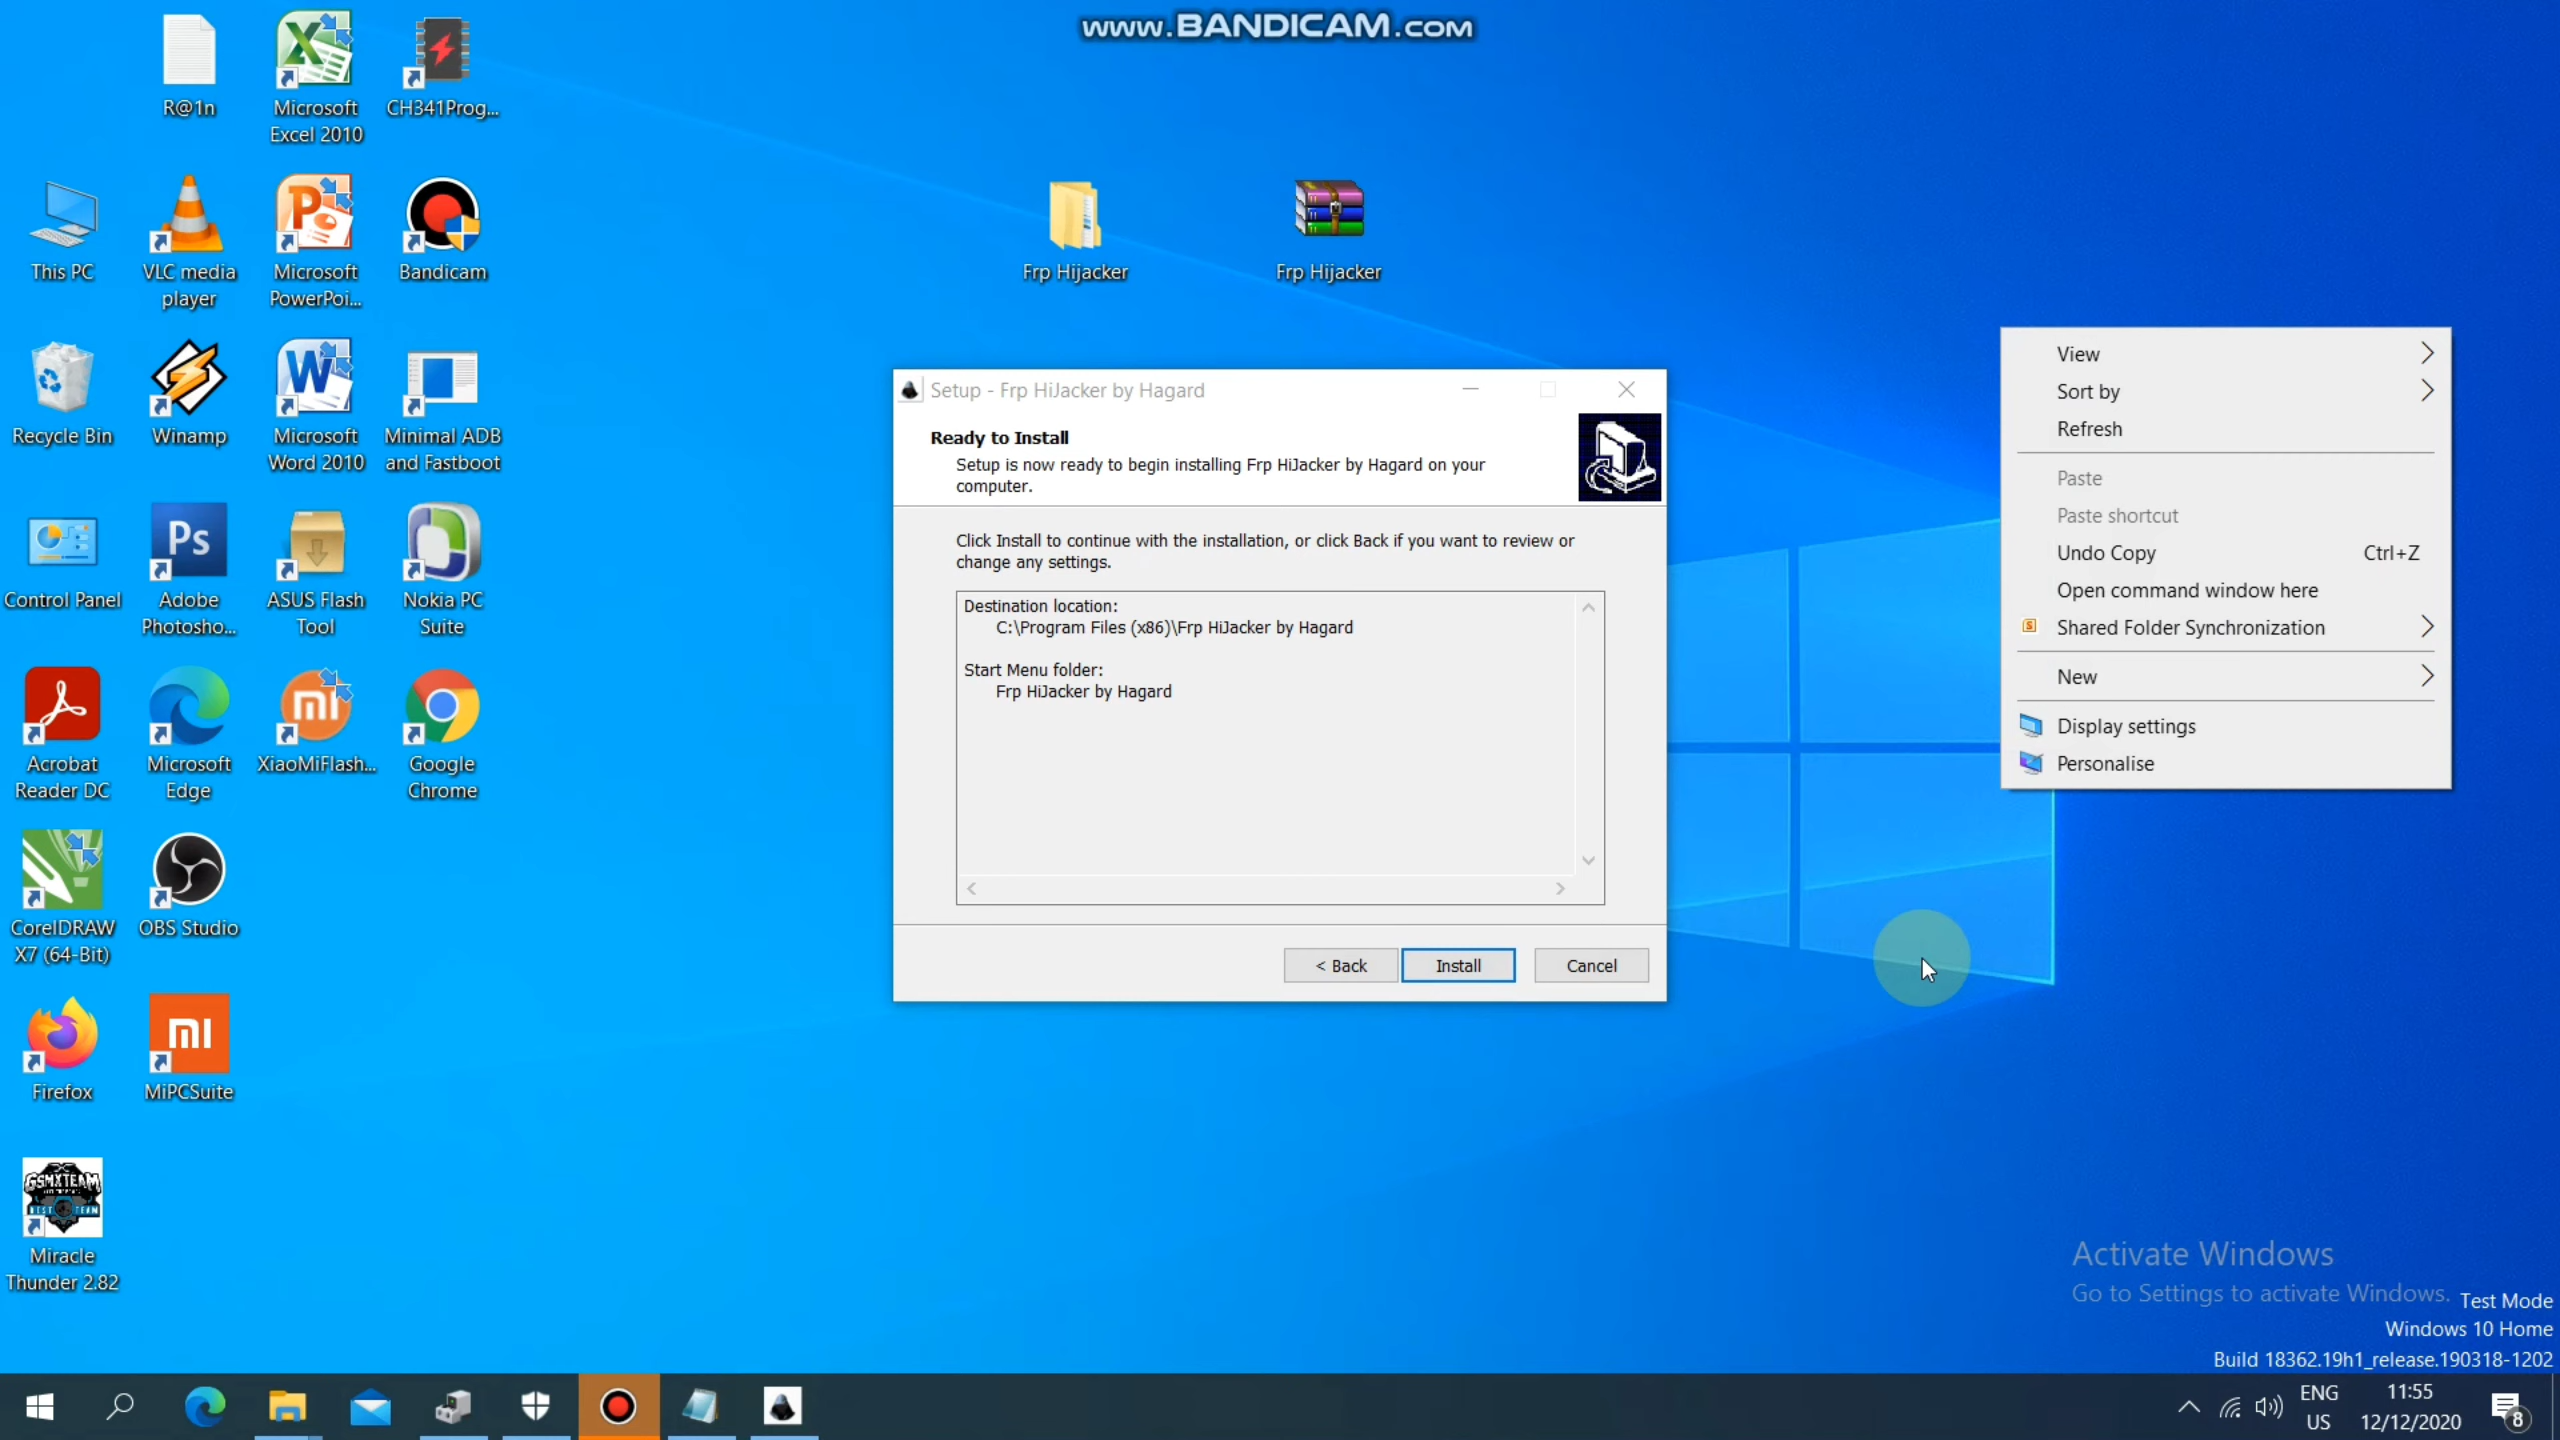 www.BANDICAM.com
R@1n
Microsoft
Excel 2010
CH341Prog...
This PC
VLC media
player
Microsoft
PowerPoi...
Bandicam
Frp Hijacker
Frp Hijacker
Recycle Bin
Winamp
Microsoft
Word 2010
Minimal ADB
and Fastboot
Control Panel
Ps
Adobe
Photosho...
ASUS Flash
Tool
Nokia PC
Suite
Acrobat
Reader DC
Microsoft
Edge
XiaoMiFlash...
Google
Chrome
CorelDRAW
X7 (64-Bit)
OBS Studio
Firefox
MiPCSuite
GSMXTEAM
BEST TEAM
Miracle
Thunder 2.82
Setup - Frp HiJacker by Hagard
Ready to Install
Setup is now ready to begin installing Frp HiJacker by Hagard on your
computer.
Click Install to continue with the installation, or click Back if you want to review or
change any settings.
Destination location:
C:\Program Files (x86)\Frp HiJacker by Hagard
Start Menu folder:
Frp HiJacker by Hagard
< Back
Install
Cancel
View
Sort by
Refresh
Paste
Paste shortcut
Undo Copy Ctrl+Z
Open command window here
Shared Folder Synchronization
New
Display settings
Personalise
Activate Windows
Go to Settings to activate Windows.
Test Mode
Windows 10 Home
Build 18362.19h1_release.190318-1202
ENG
US
11:55
12/12/2020
8